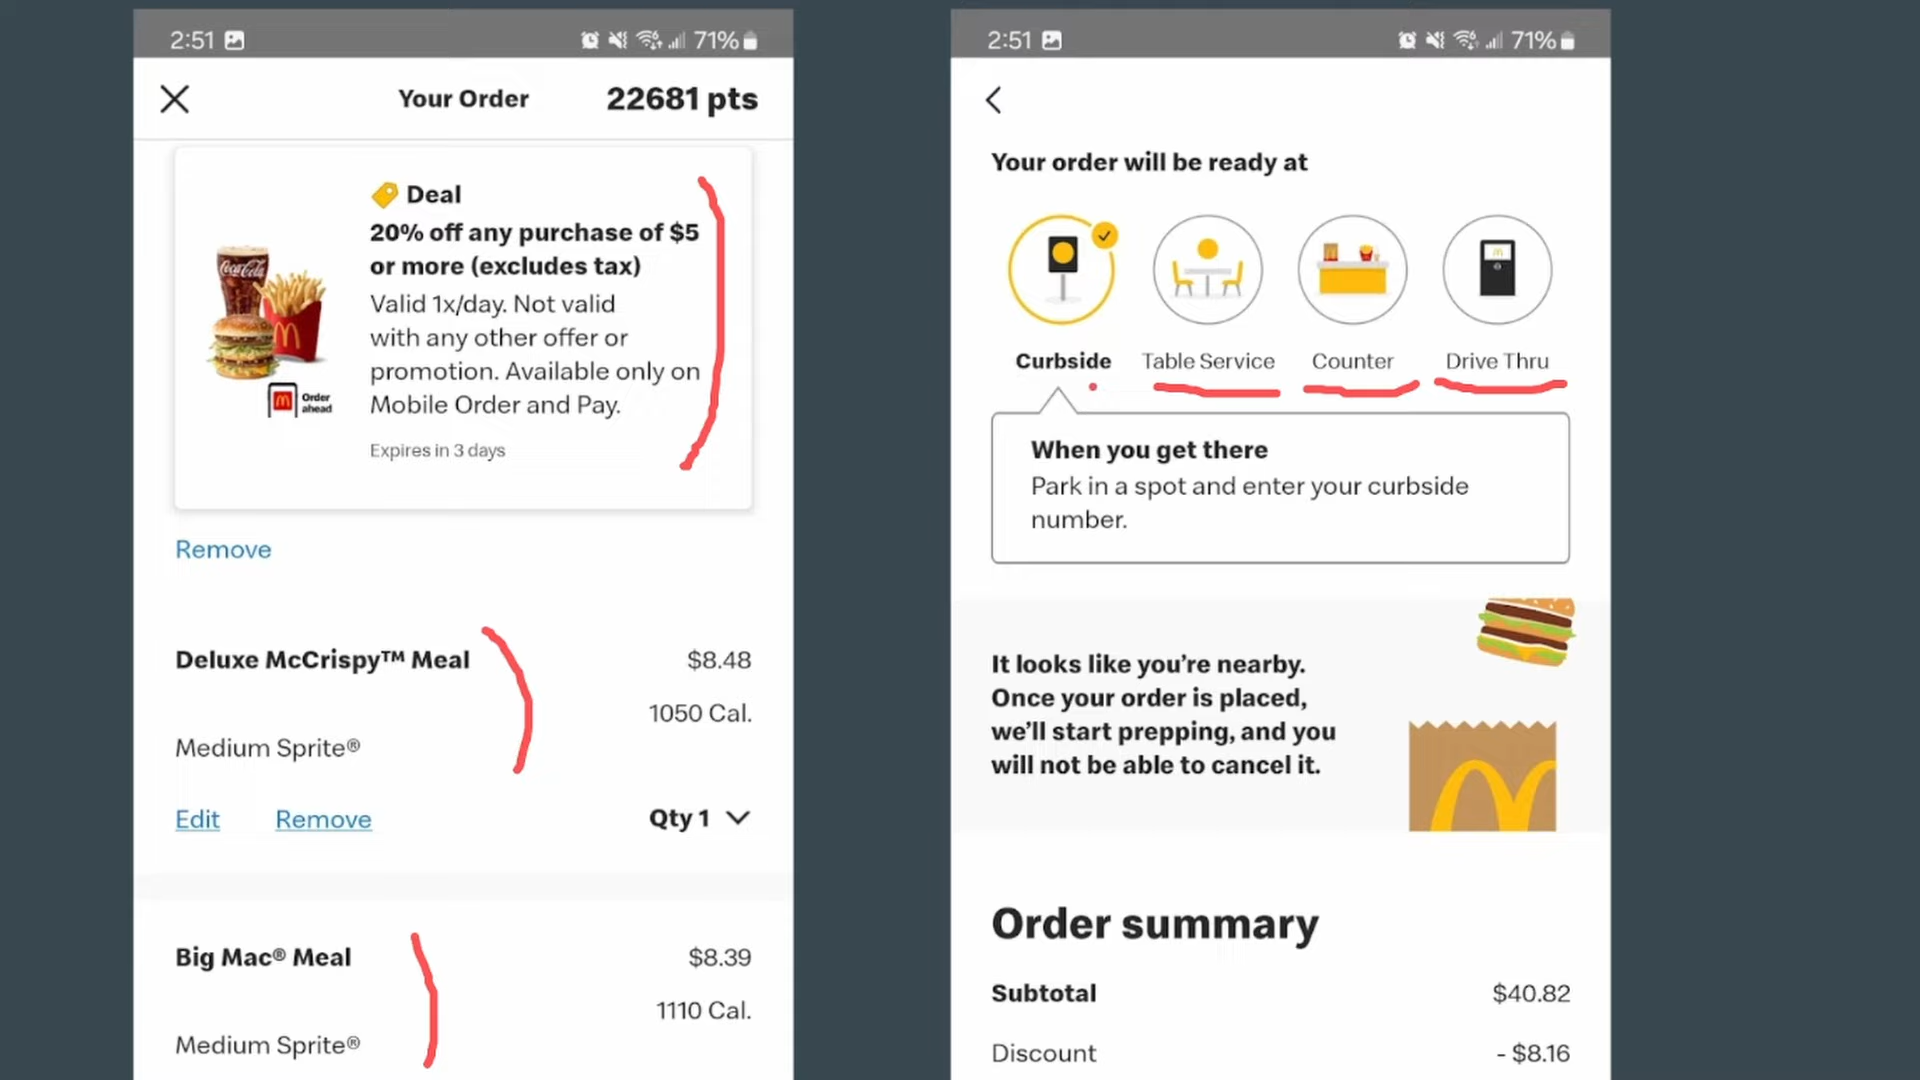 2:51 71%
Your Order 22681 pts
Deal
20% off any purchase of $5
or more (excludes tax)
Valid 1x/day. Not valid
with any other offer or
promotion. Available only on
Mobile Order and Pay.
Expires in 3 days
Coca-Cola
Order
ahead
Remove
Deluxe McCrispy™ Meal $8.48
1050 Cal.
Medium Sprite®
Edit Remove Qty 1
Big Mac® Meal $8.39
1110 Cal.
Medium Sprite®
2:51 71%
Your order will be ready at
Curbside Table Service Counter Drive Thru
When you get there
Park in a spot and enter your curbside
number.
It looks like you’re nearby.
Once your order is placed,
we’ll start prepping, and you
will not be able to cancel it.
Order summary
Subtotal $40.82
Discount - $8.16